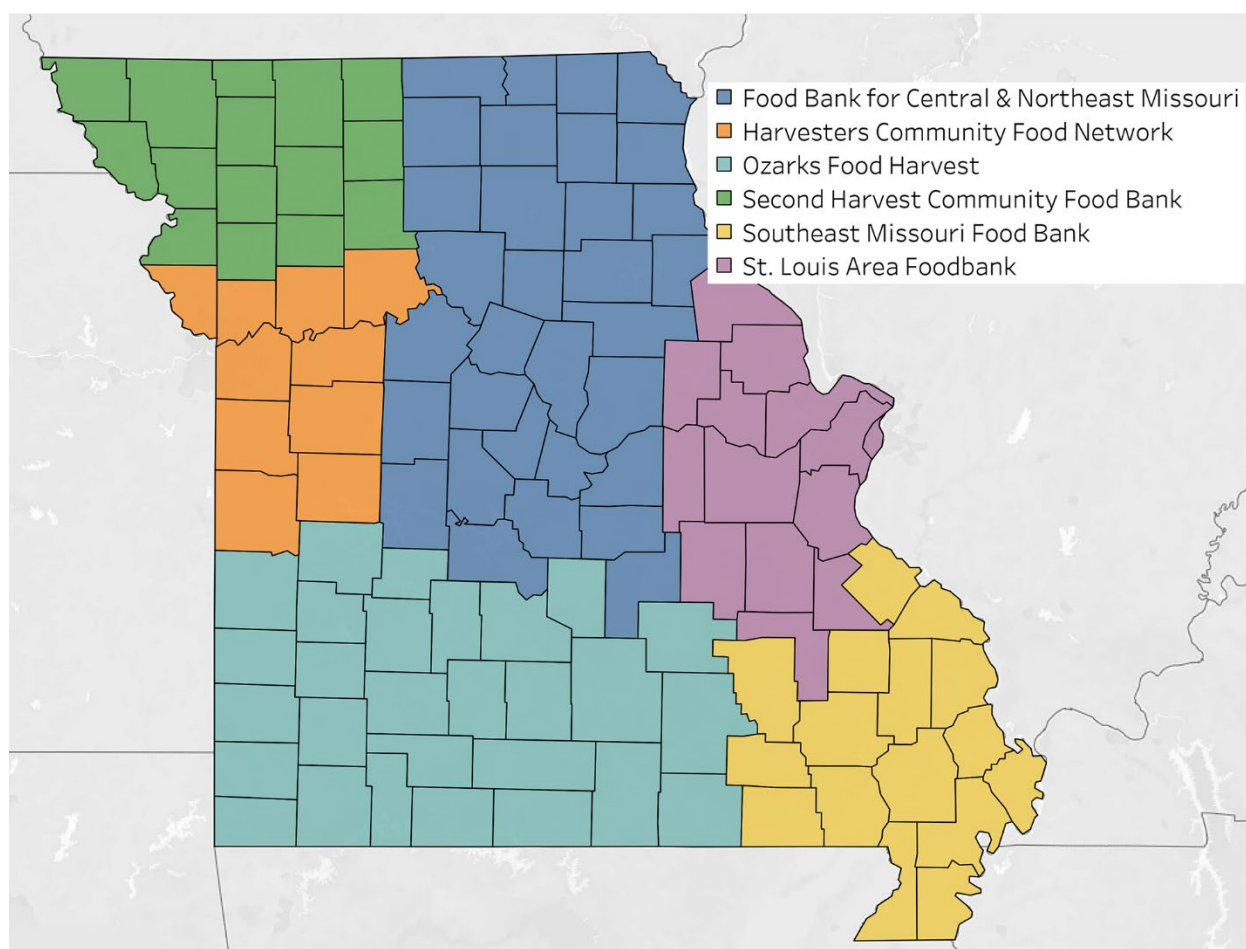 Food Bank for Central & Northeast Missouri
Harvesters Community Food Network
Ozarks Food Harvest
Second Harvest Community Food Bank
Southeast Missouri Food Bank
St. Louis Area Foodbank